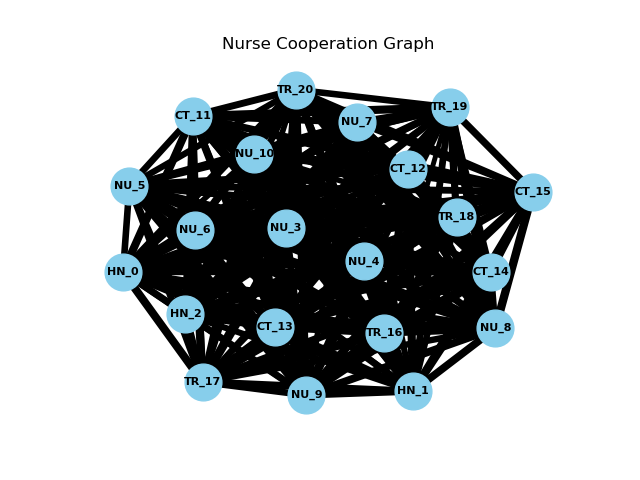 Nurse Cooperation Graph
TR_20
TR_19
CT_11
NU_7
NU_10
CT_12
NU_5
CT_15
TR_18
NU_6
NU_3
NU_4
HN_0
CT_14
HN_2
CT_13
TR_16
NU_8
TR_17
HN_1
NU_9